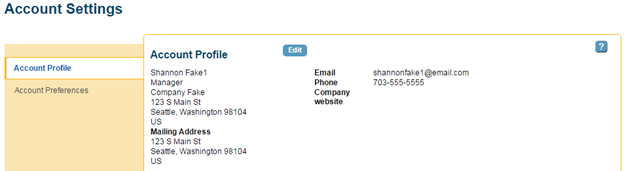 Account Settings
Account Profile
Account Preferences
Account Profile
Edit
?
Shannon Fake1
Manager
Company Fake
123 S Main St
Seattle, Washington 98104
US
Mailing Address
123 S Main St
Seattle, Washington 98104
US
Email shannonfake1@email.com
Phone 703-555-5555
Company
website